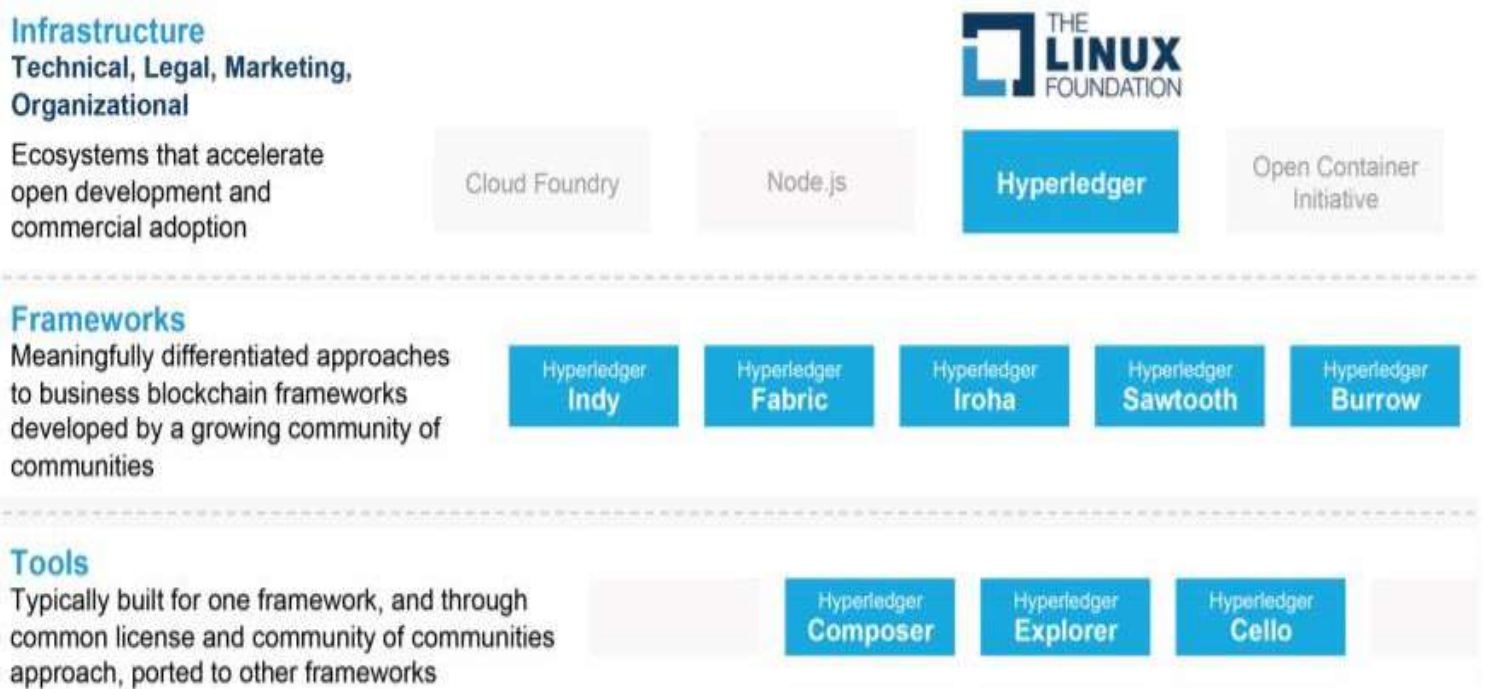 Infrastructure
Technical, Legal, Marketing,
Organizational
Ecosystems that accelerate
open development and
commercial adoption
THE
LINUX
FOUNDATION
Cloud Foundry
Node.js
Hyperledger
Open Container
Initiative
Frameworks
Meaningfully differentiated approaches
to business blockchain frameworks
developed by a growing community of
communities
Hyperledger
Indy
Hyperledger
Fabric
Hyperledger
Iroha
Hyperledger
Sawtooth
Hyperledger
Burrow
Tools
Typically built for one framework, and through
common license and community of communities
approach, ported to other frameworks
Hyperledger
Composer
Hyperledger
Explorer
Hyperledger
Cello